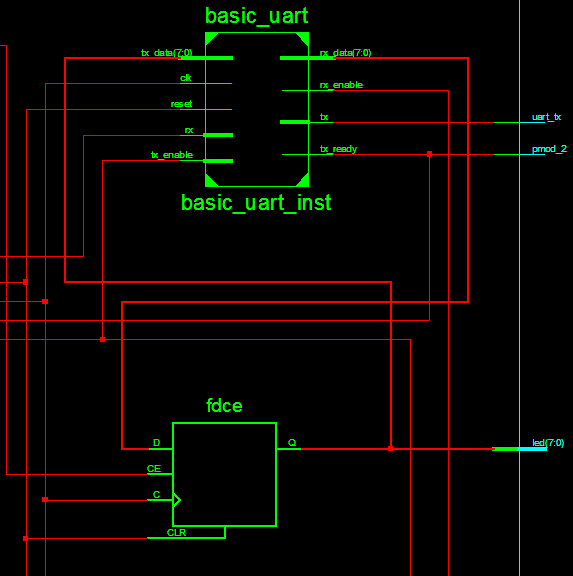 basic_uart
tx_data(7:0)
rx_data(7:0)
clk
rx_enable
reset
tx
uart_tx
rx
tx_enable
tx_ready
pmod_2
basic_uart_inst
fdce
D
Q
led(7:0)
CE
C
CLR